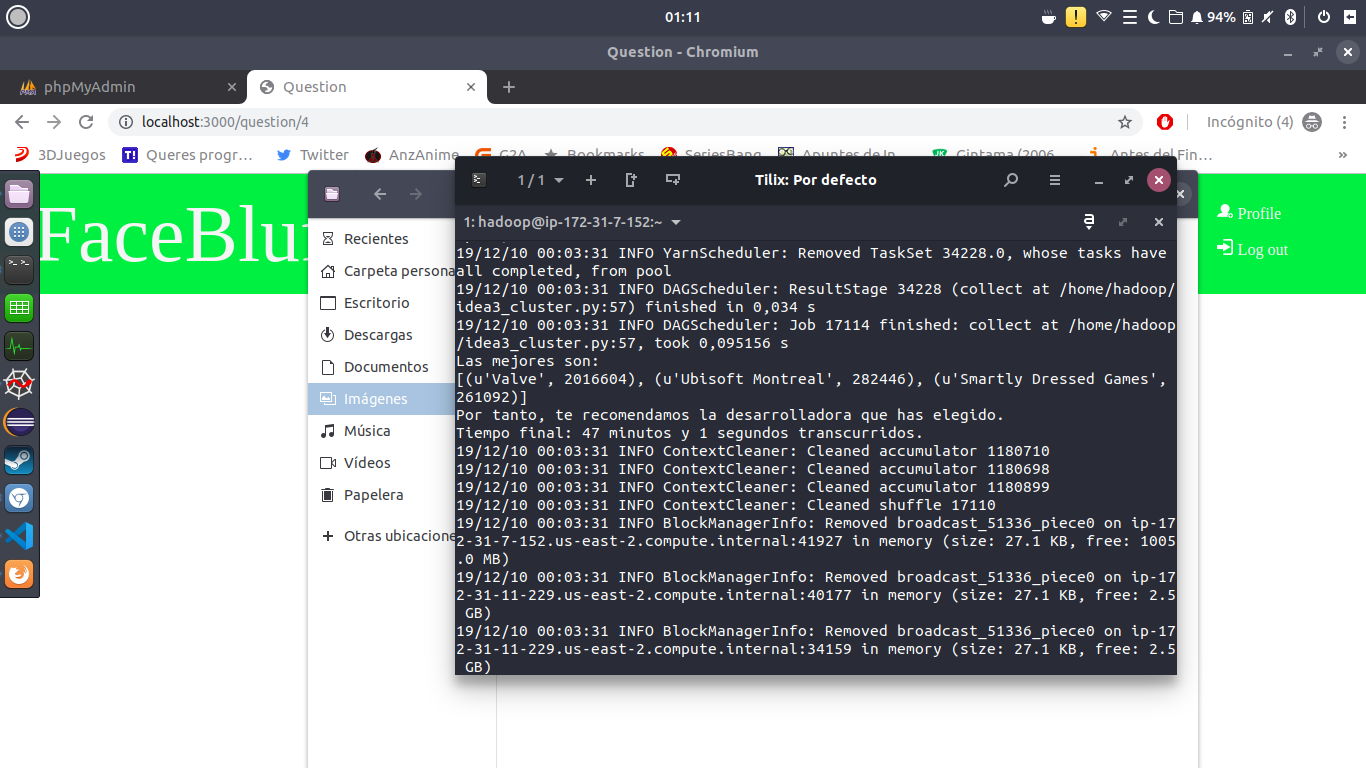 01:11
94%
Question - Chromium
phpMyAdmin
Question
localhost:3000/question/4
Incógnito (4)
3DJuegos
Queres progr…
Twitter
AnzAnime
G2A
Bookmarks
SeriesBang
Apuntes de In…
Gintama (2006…
Antes del Fin…
»
FaceBlu
Profile
Log out
Recientes
Carpeta persona
Escritorio
Descargas
Documentos
Imágenes
Música
Vídeos
Papelera
Otras ubicacione
1 / 1
Tilix: Por defecto
1: hadoop@ip-172-31-7-152:~
19/12/10 00:03:31 INFO YarnScheduler: Removed TaskSet 34228.0, whose tasks have
all completed, from pool
19/12/10 00:03:31 INFO DAGScheduler: ResultStage 34228 (collect at /home/hadoop/
idea3_cluster.py:57) finished in 0,034 s
19/12/10 00:03:31 INFO DAGScheduler: Job 17114 finished: collect at /home/hadoop
/idea3_cluster.py:57, took 0,095156 s
Las mejores son:
[(u'Valve', 2016604), (u'Ubisoft Montreal', 282446), (u'Smartly Dressed Games',
261092)]
Por tanto, te recomendamos la desarrolladora que has elegido.
Tiempo final: 47 minutos y 1 segundos transcurridos.
19/12/10 00:03:31 INFO ContextCleaner: Cleaned accumulator 1180710
19/12/10 00:03:31 INFO ContextCleaner: Cleaned accumulator 1180698
19/12/10 00:03:31 INFO ContextCleaner: Cleaned accumulator 1180899
19/12/10 00:03:31 INFO ContextCleaner: Cleaned shuffle 17110
19/12/10 00:03:31 INFO BlockManagerInfo: Removed broadcast_51336_piece0 on ip-17
2-31-7-152.us-east-2.compute.internal:41927 in memory (size: 27.1 KB, free: 1005
.0 MB)
19/12/10 00:03:31 INFO BlockManagerInfo: Removed broadcast_51336_piece0 on ip-17
2-31-11-229.us-east-2.compute.internal:40177 in memory (size: 27.1 KB, free: 2.5
GB)
19/12/10 00:03:31 INFO BlockManagerInfo: Removed broadcast_51336_piece0 on ip-17
2-31-11-229.us-east-2.compute.internal:34159 in memory (size: 27.1 KB, free: 2.5
GB)